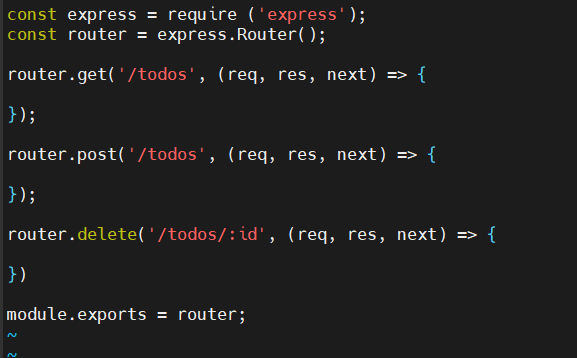 const express = require ('express');
const router = express.Router();
router.get('/todos', (req, res, next) => {
});
router.post('/todos', (req, res, next) => {
});
router.delete('/todos/:id', (req, res, next) => {
})
module.exports = router;
~
~